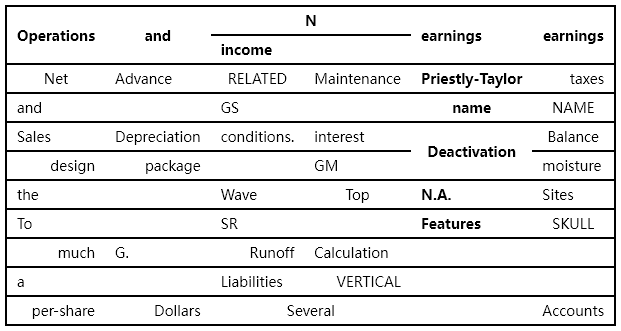 N
Operations and earnings earnings
income
Net Advance RELATED Maintenance Priestly-Taylor taxes
and GS name NAME
Sales Depreciation conditions. interest Balance
Deactivation
design package GM moisture
the Wave Top N.A. Sites
To SR Features SKULL
much G. Runoff Calculation
a Liabilities VERTICAL
per-share Dollars Several Accounts